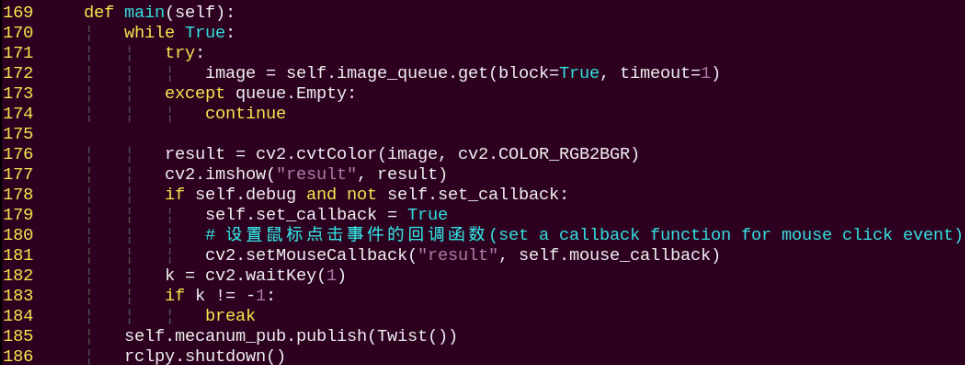 169     def main(self):
170         while True:
171             try:
172                 image = self.image_queue.get(block=True, timeout=1)
173             except queue.Empty:
174                 continue
175
176             result = cv2.cvtColor(image, cv2.COLOR_RGB2BGR)
177             cv2.imshow("result", result)
178             if self.debug and not self.set_callback:
179                 self.set_callback = True
180                 # 设置鼠标点击事件的回调函数(set a callback function for mouse click event)
181                 cv2.setMouseCallback("result", self.mouse_callback)
182             k = cv2.waitKey(1)
183             if k != -1:
184                 break
185         self.mecanum_pub.publish(Twist())
186         rclpy.shutdown()